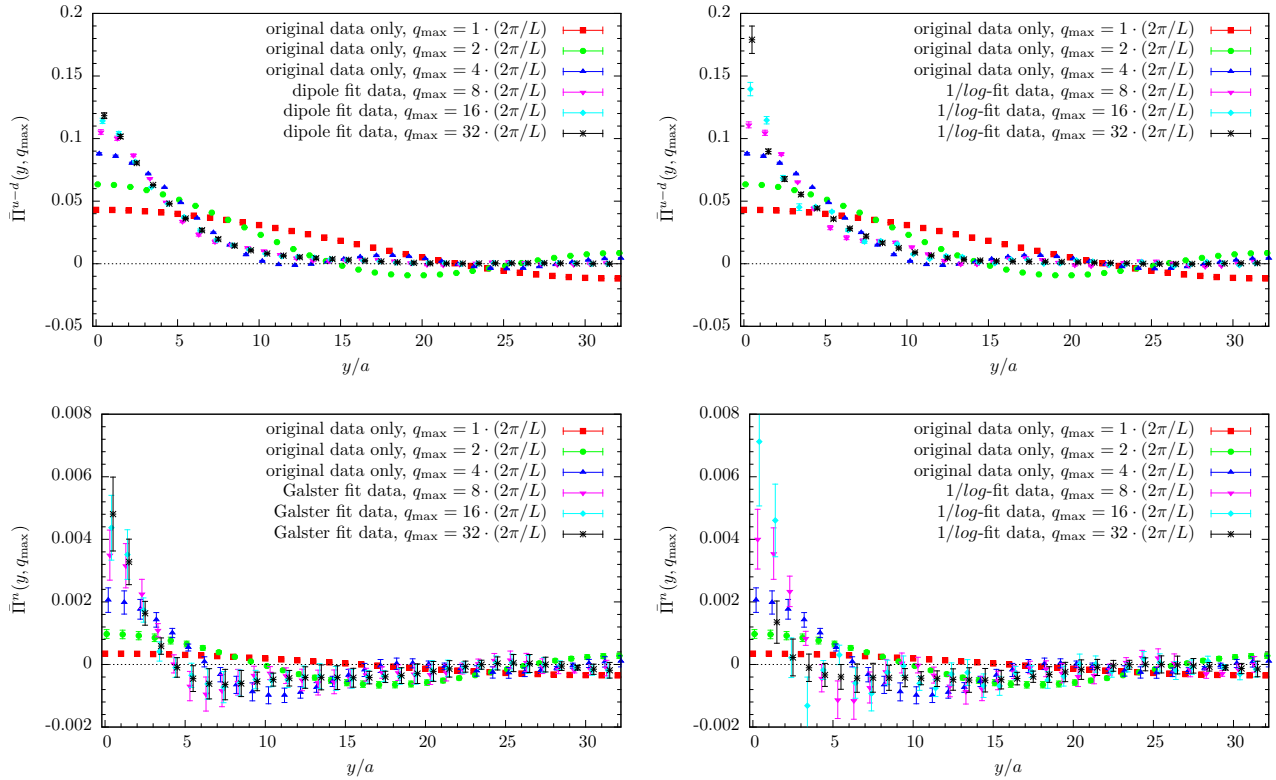 0.2
0.15
0.1
0.05
0
-0.05
0 5 10 15 20 25 30
y/a
Π̄^{u−d}(y, q_max)
original data only, q_max = 1 · (2π/L)
original data only, q_max = 2 · (2π/L)
original data only, q_max = 4 · (2π/L)
dipole fit data, q_max = 8 · (2π/L)
dipole fit data, q_max = 16 · (2π/L)
dipole fit data, q_max = 32 · (2π/L)
0.2
0.15
0.1
0.05
0
-0.05
0 5 10 15 20 25 30
y/a
Π̄^{u−d}(y, q_max)
original data only, q_max = 1 · (2π/L)
original data only, q_max = 2 · (2π/L)
original data only, q_max = 4 · (2π/L)
1/log-fit data, q_max = 8 · (2π/L)
1/log-fit data, q_max = 16 · (2π/L)
1/log-fit data, q_max = 32 · (2π/L)
0.008
0.006
0.004
0.002
0
-0.002
0 5 10 15 20 25 30
y/a
Π̄^n(y, q_max)
original data only, q_max = 1 · (2π/L)
original data only, q_max = 2 · (2π/L)
original data only, q_max = 4 · (2π/L)
Galster fit data, q_max = 8 · (2π/L)
Galster fit data, q_max = 16 · (2π/L)
Galster fit data, q_max = 32 · (2π/L)
0.008
0.006
0.004
0.002
0
-0.002
0 5 10 15 20 25 30
y/a
Π̄^n(y, q_max)
original data only, q_max = 1 · (2π/L)
original data only, q_max = 2 · (2π/L)
original data only, q_max = 4 · (2π/L)
1/log-fit data, q_max = 8 · (2π/L)
1/log-fit data, q_max = 16 · (2π/L)
1/log-fit data, q_max = 32 · (2π/L)